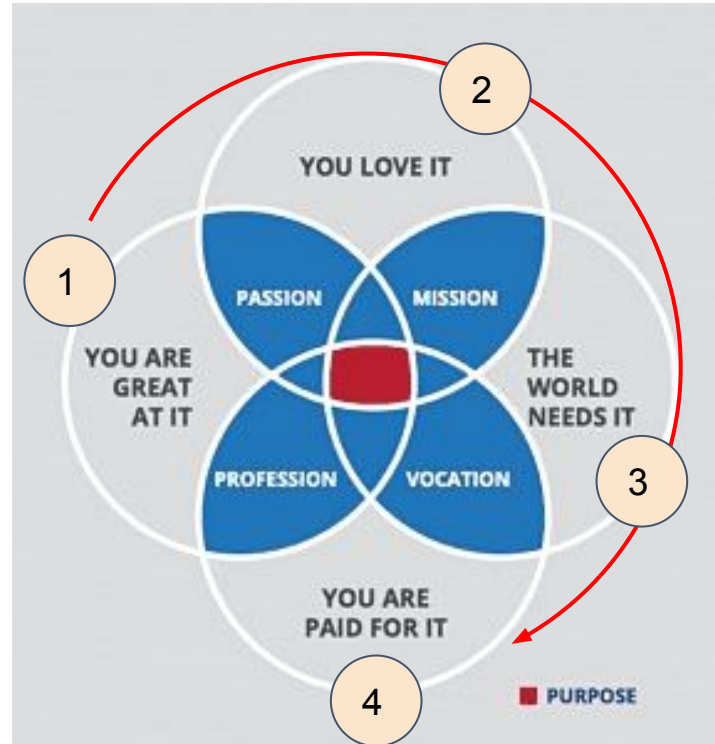 2
YOU LOVE IT
1
PASSION
MISSION
YOU ARE
GREAT
AT IT
THE
WORLD
NEEDS IT
PROFESSION
VOCATION
3
YOU ARE
PAID FOR IT
4
PURPOSE